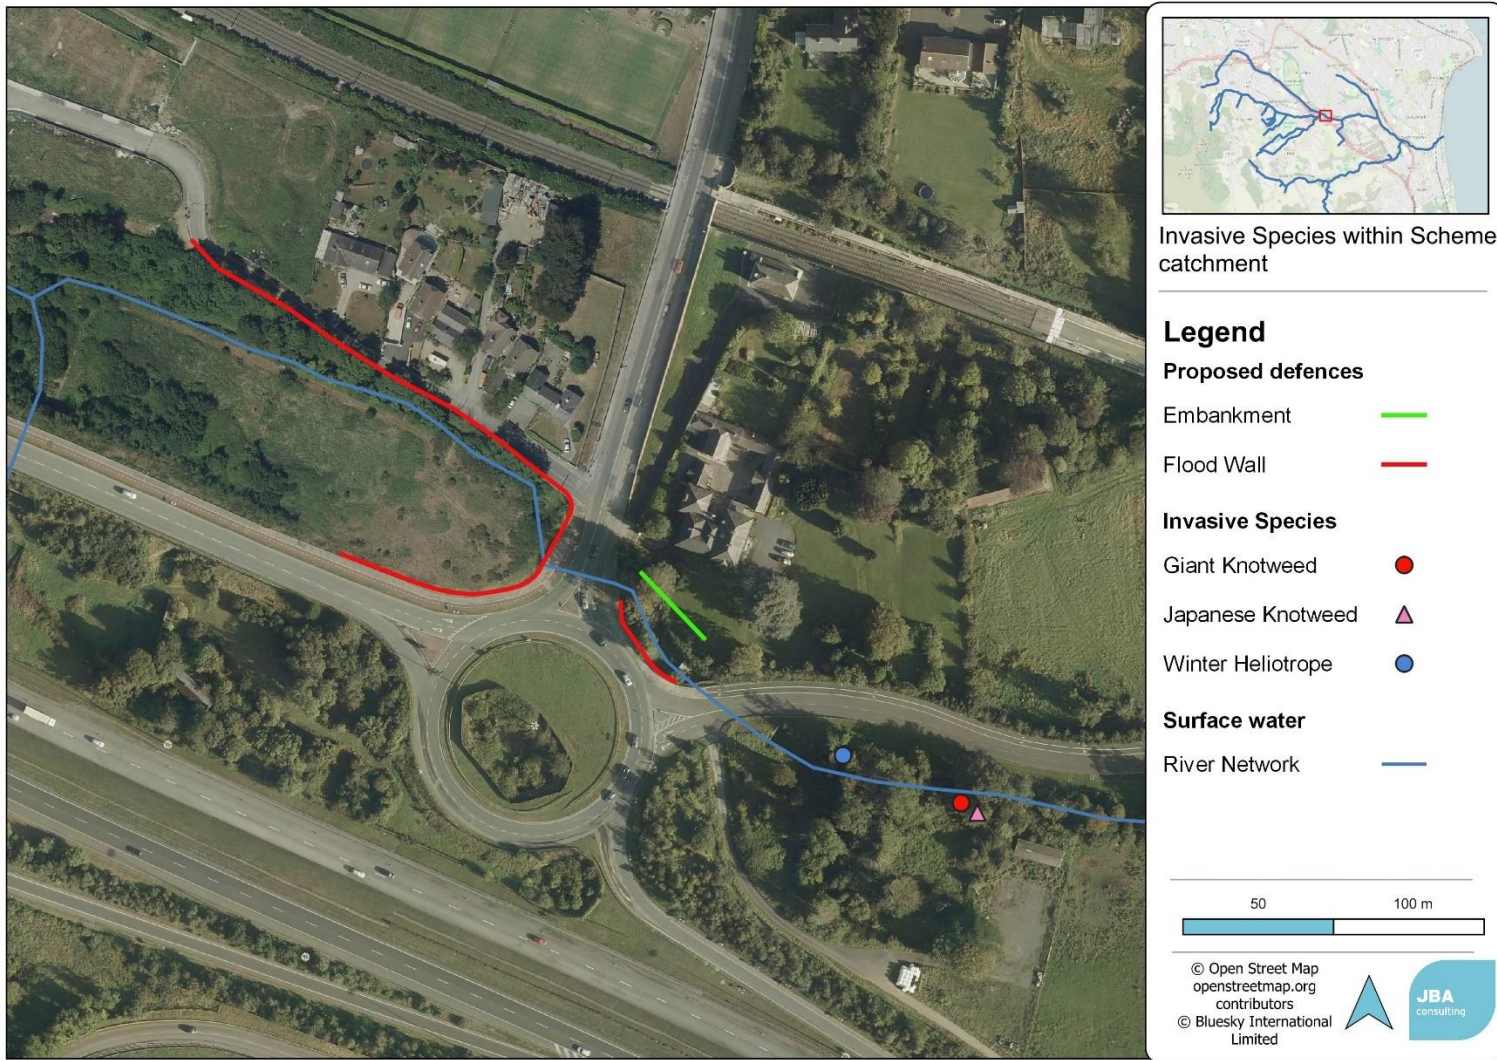 Invasive Species within Scheme
catchment
Legend
Proposed defences
Embankment
Flood Wall
Invasive Species
Giant Knotweed
Japanese Knotweed
Winter Heliotrope
Surface water
River Network
50 100 m
© Open Street Map
openstreetmap.org
contributors
© Bluesky International
Limited
JBA
consulting